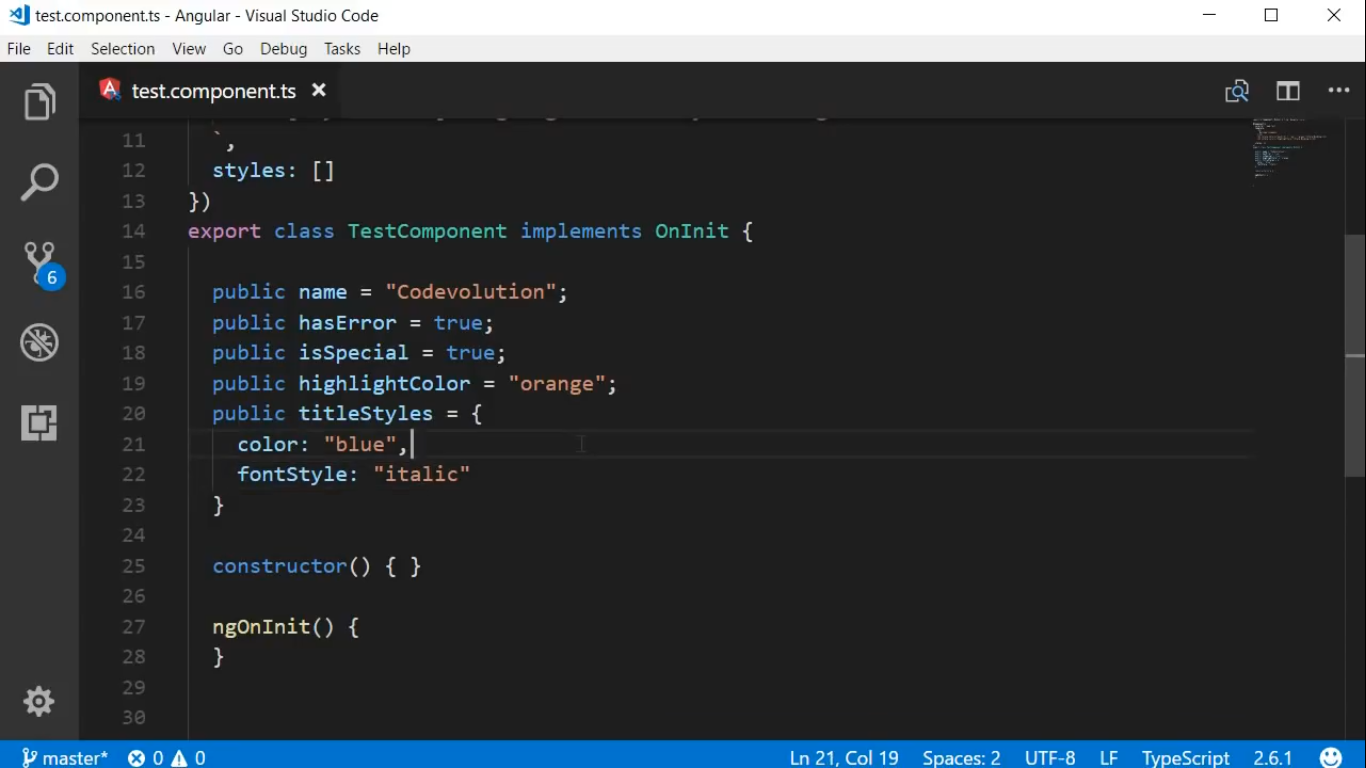 test.component.ts - Angular - Visual Studio Code
File Edit Selection View Go Debug Tasks Help
test.component.ts
11 `,
12 styles: []
13 })
14 export class TestComponent implements OnInit {
15
16 public name = "Codevolution";
17 public hasError = true;
18 public isSpecial = true;
19 public highlightColor = "orange";
20 public titleStyles = {
21 color: "blue",
22 fontStyle: "italic"
23 }
24
25 constructor() { }
26
27 ngOnInit() {
28 }
29
30
6
master* 0 0 Ln 21, Col 19 Spaces: 2 UTF-8 LF TypeScript 2.6.1